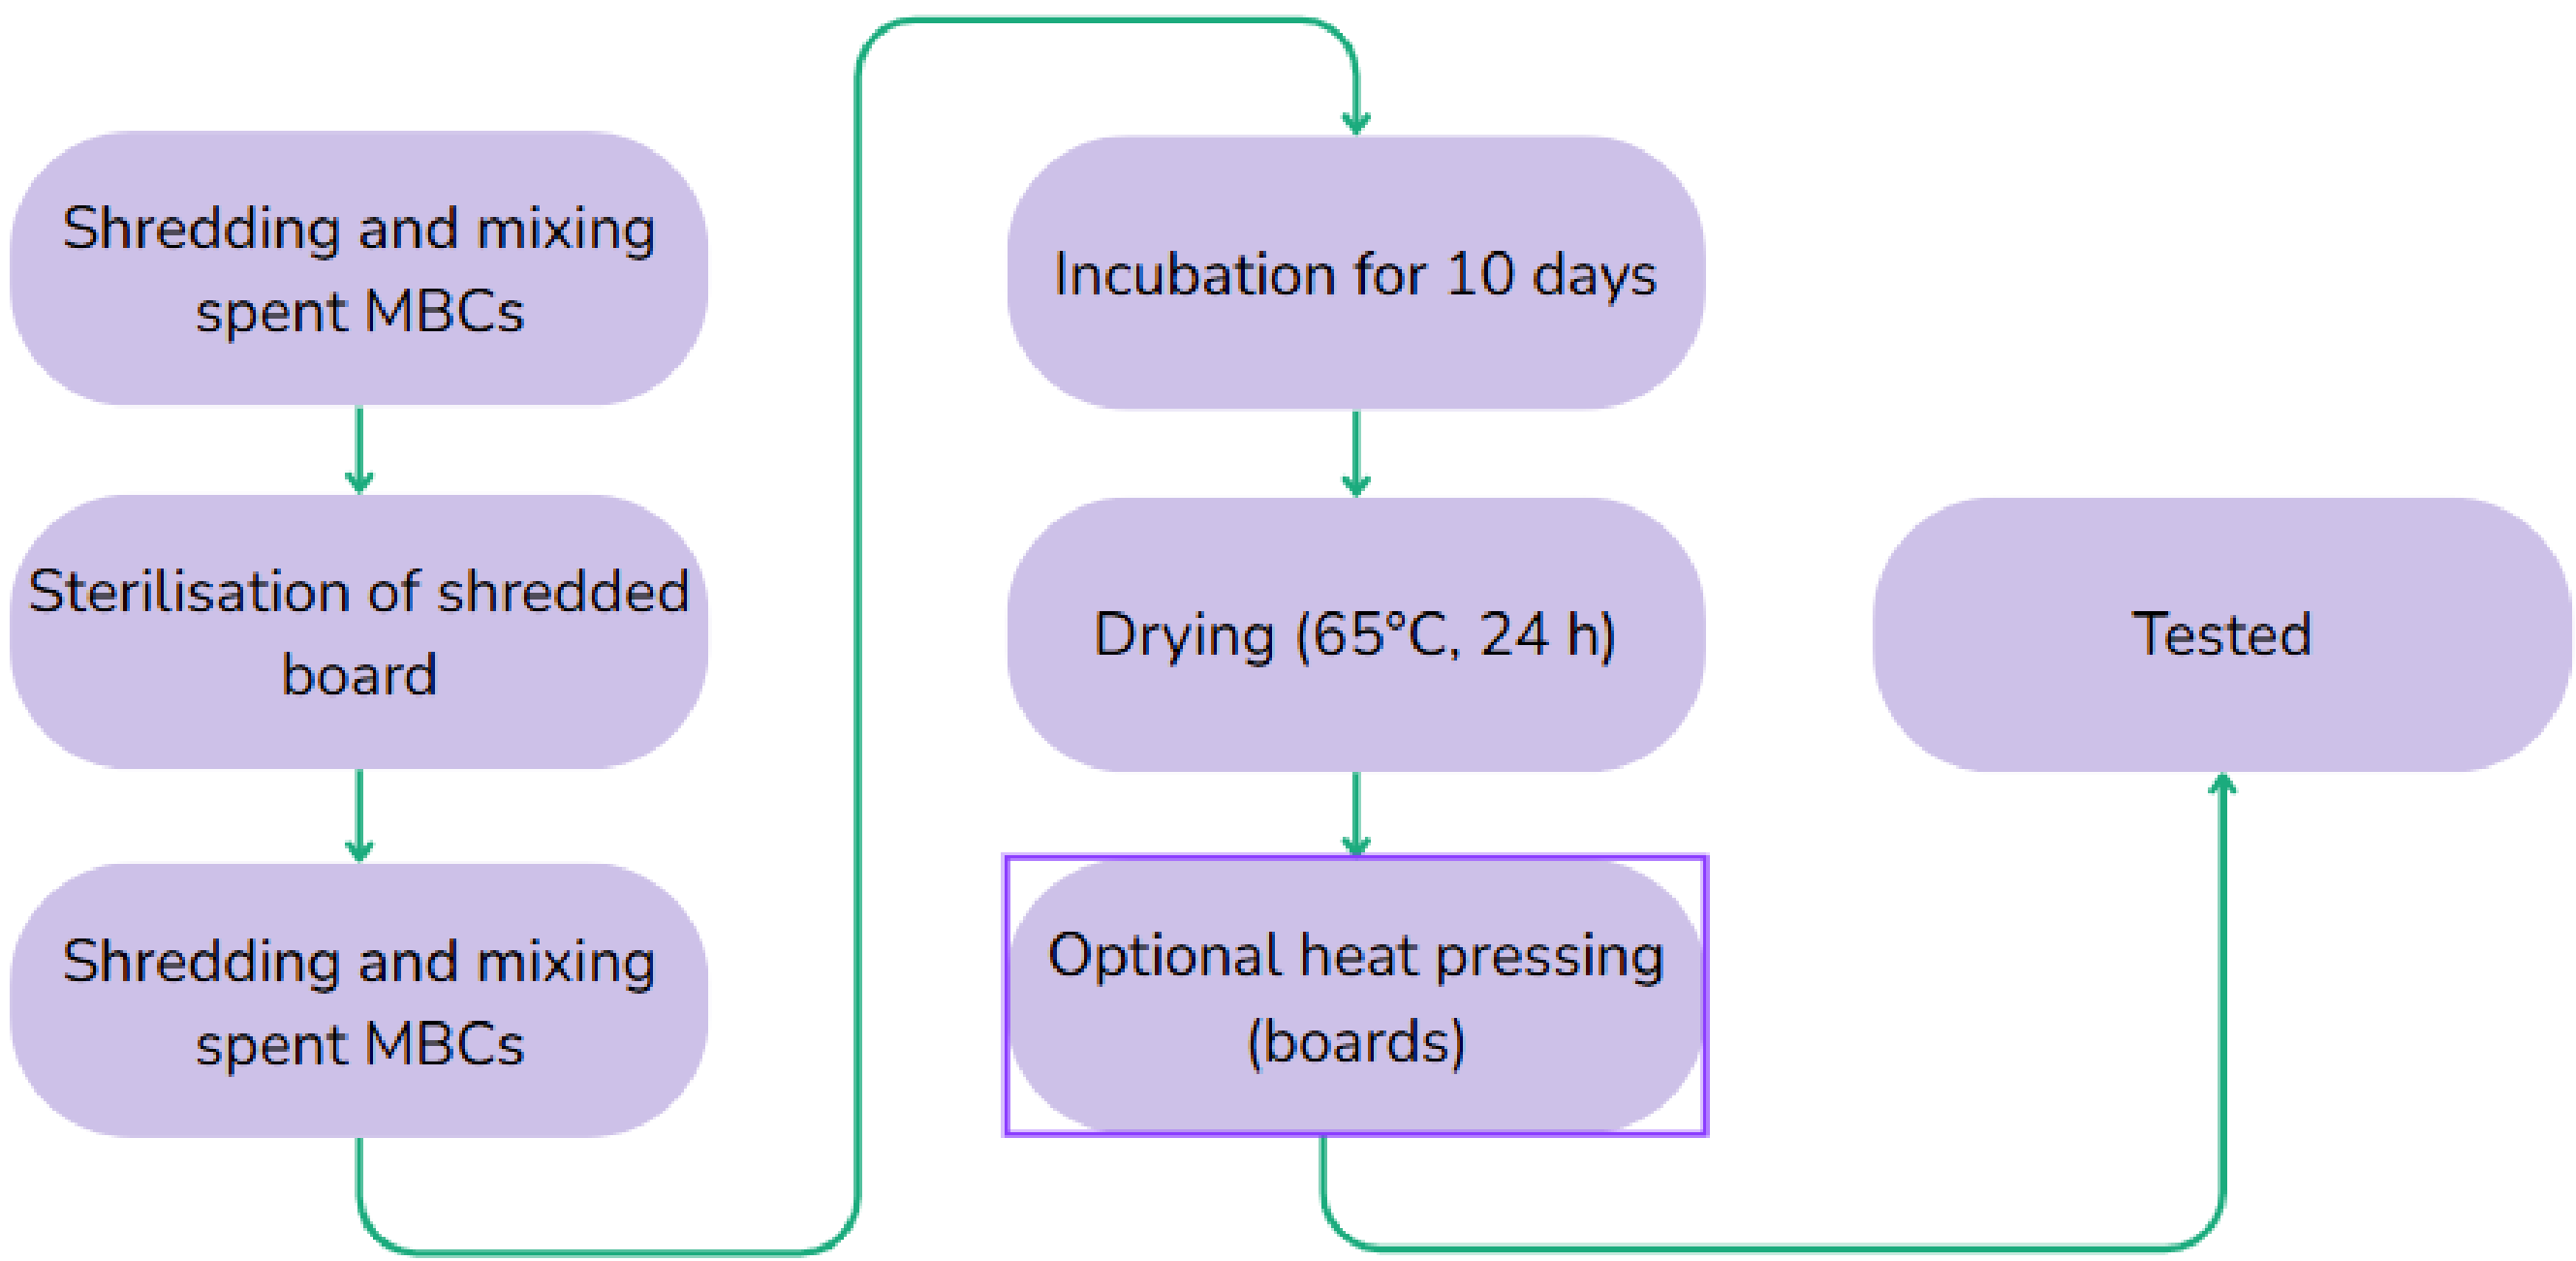 Shredding and mixing
spent MBCs
Sterilisation of shredded
board
Shredding and mixing
spent MBCs
Incubation for 10 days
Drying (65°C, 24 h)
Optional heat pressing
(boards)
Tested